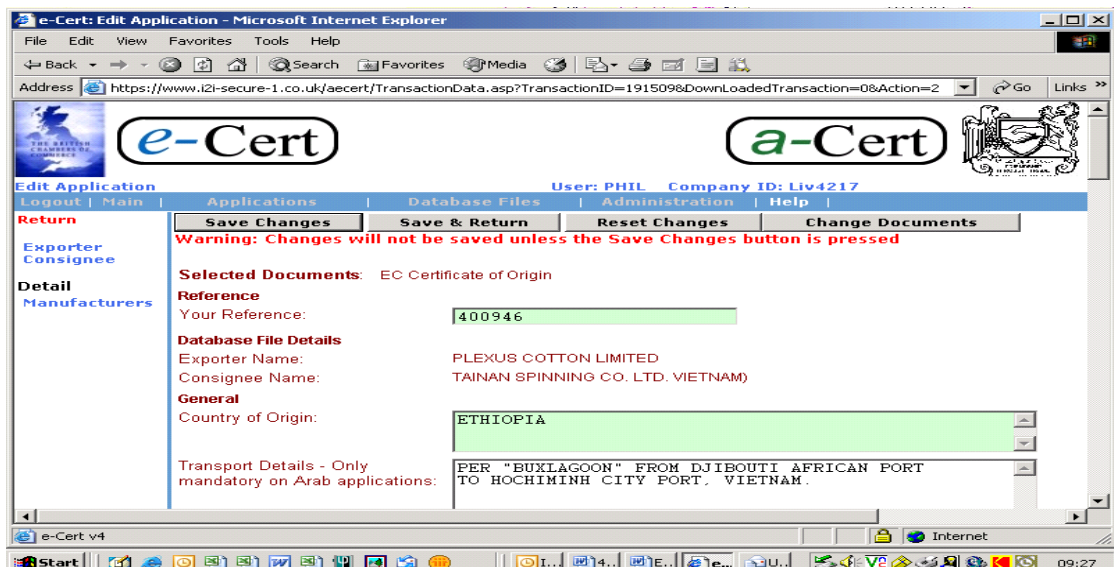 e-Cert: Edit Application - Microsoft Internet Explorer
File Edit View Favorites Tools Help
Back Search Favorites Media
Address https://www.i2i-secure-1.co.uk/aecert/TransactionData.asp?TransactionID=191509&DownLoadedTransaction=0&Action=2 Go Links »
THE BRITISH
CHAMBERS OF
COMMERCE
e-Cert a-Cert
Edit Application User: PHIL Company ID: Liv4217
Logout | Main | Applications | Database Files | Administration | Help |
Return Save Changes Save & Return Reset Changes Change Documents
Warning: Changes will not be saved unless the Save Changes button is pressed
Exporter
Consignee
Selected Documents: EC Certificate of Origin
Detail
Reference
Manufacturers
Your Reference: 400946
Database File Details
Exporter Name: PLEXUS COTTON LIMITED
Consignee Name: TAINAN SPINNING CO. LTD. VIETNAM)
General
Country of Origin: ETHIOPIA
Transport Details - Only PER "BUXLAGOON" FROM DJIBOUTI AFRICAN PORT
mandatory on Arab applications: TO HOCHIMINH CITY PORT, VIETNAM.
e-Cert v4 Internet
Start I... 4... E... e... U... 09:27